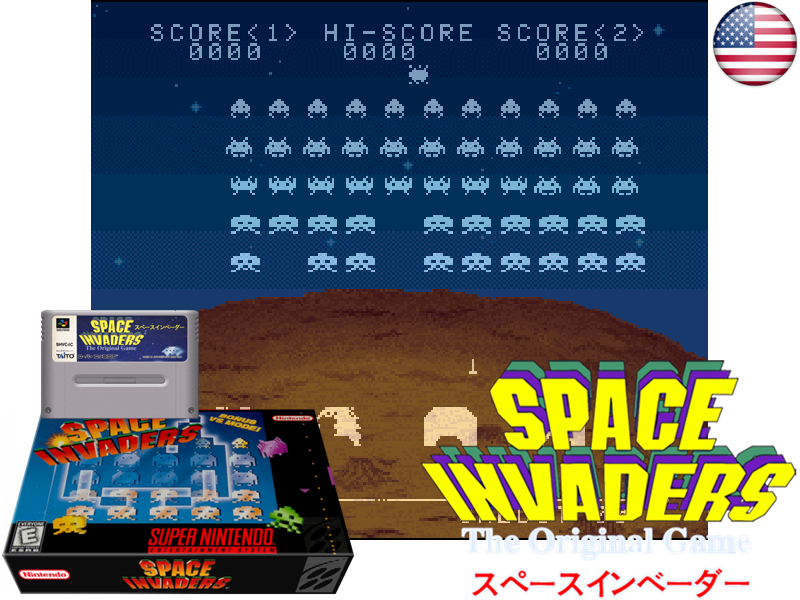 SCORE<1> HI-SCORE SCORE<2>
0000 0000 0000
SPACE
INVADERS
The Original Game
スペースインベーダー
SHVC-IC
TAITO
SPACE
INVADERS
BONUS
VS MODE!
Nintendo
EVERYONE
E
ESRB
SUPER NINTENDO
ENTERTAINMENT SYSTEM
Nintendo
SPACE
INVADERS
SPACE
INVADERS
The Original Game
スペースインベーダー